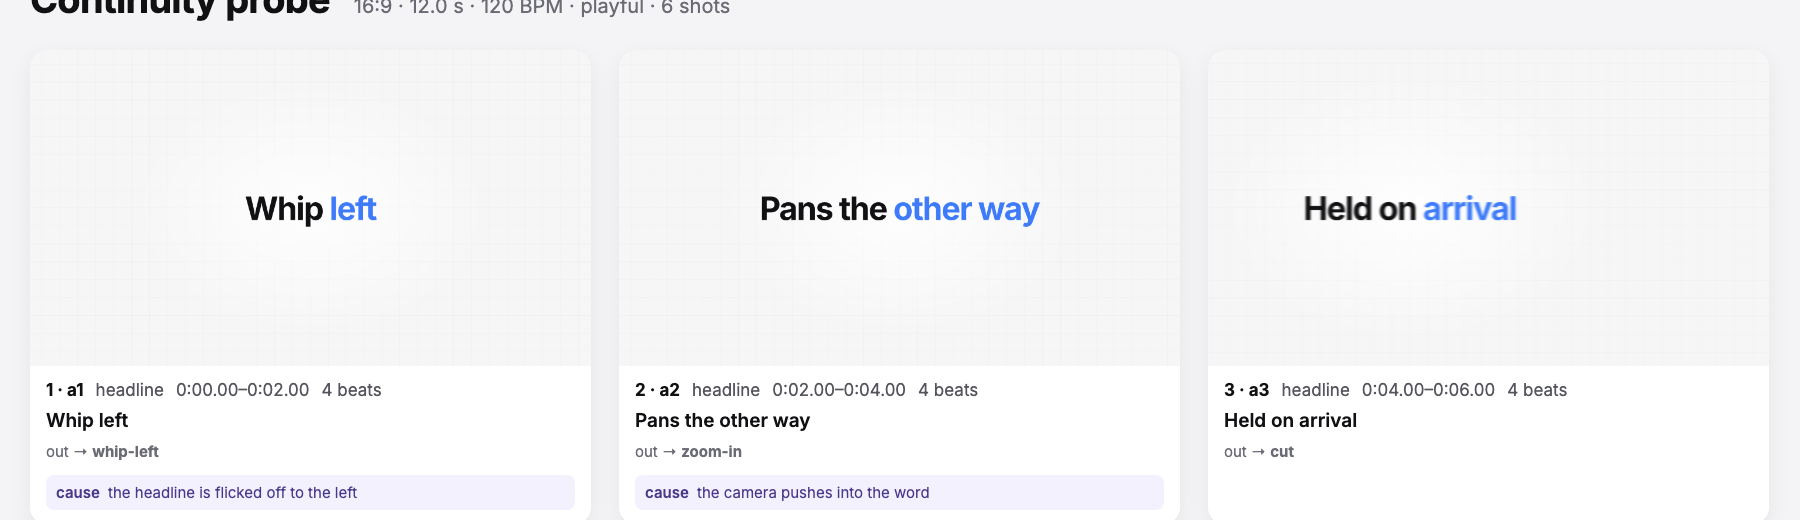 Continuity probe 16:9 · 12.0 s · 120 BPM · playful · 6 shots
Whip left
Pans the other way
Held on arrival
1 · a1 headline 0:00.00–0:02.00 4 beats
Whip left
out → whip-left
cause the headline is flicked off to the left
2 · a2 headline 0:02.00–0:04.00 4 beats
Pans the other way
out → zoom-in
cause the camera pushes into the word
3 · a3 headline 0:04.00–0:06.00 4 beats
Held on arrival
out → cut